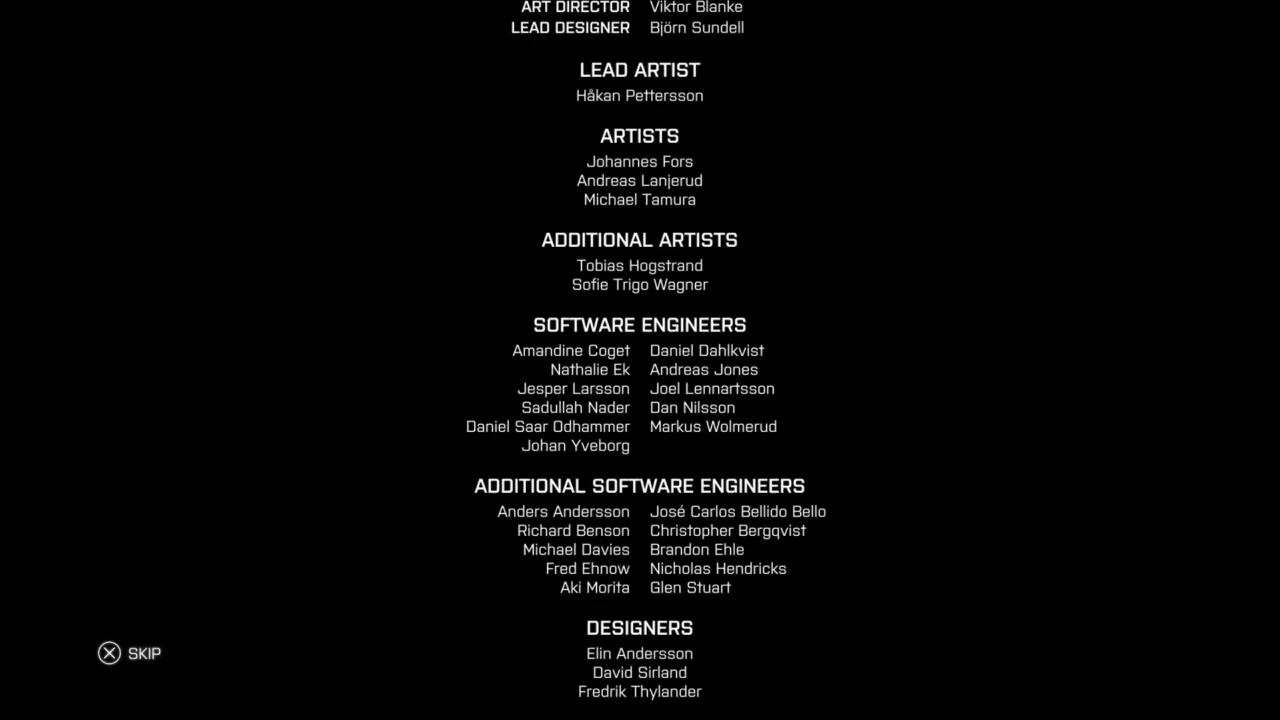 ART DIRECTOR Viktor Blanke
LEAD DESIGNER Björn Sundell
LEAD ARTIST
Håkan Pettersson
ARTISTS
Johannes Fors
Andreas Lanjerud
Michael Tamura
ADDITIONAL ARTISTS
Tobias Hogstrand
Sofie Trigo Wagner
SOFTWARE ENGINEERS
Amandine Coget Daniel Dahlkvist
Nathalie Ek Andreas Jones
Jesper Larsson Joel Lennartsson
Sadullah Nader Dan Nilsson
Daniel Saar Odhammer Markus Wolmerud
Johan Yveborg
ADDITIONAL SOFTWARE ENGINEERS
Anders Andersson José Carlos Bellido Bello
Richard Benson Christopher Bergqvist
Michael Davies Brandon Ehle
Fred Ehnow Nicholas Hendricks
Aki Morita Glen Stuart
DESIGNERS
Elin Andersson
SKIP
David Sirland
Fredrik Thylander